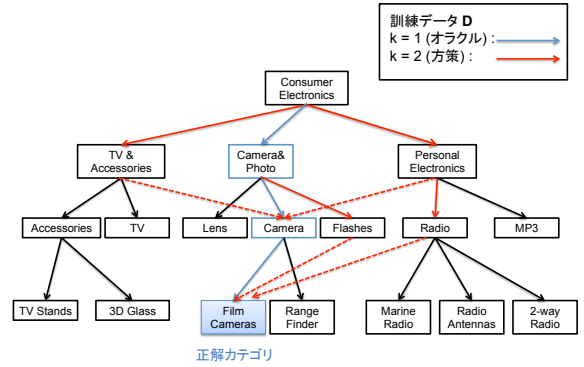 訓練データ D
k = 1 (オラクル) :
k = 2 (方策) :
Consumer
Electronics
TV &
Accessories
Camera&
Photo
Personal
Electronics
Accessories
TV
Lens
Camera
Flashes
Radio
MP3
TV Stands
3D Glass
Film
Cameras
Range
Finder
Marine
Radio
Radio
Antennas
2-way
Radio
正解カテゴリ